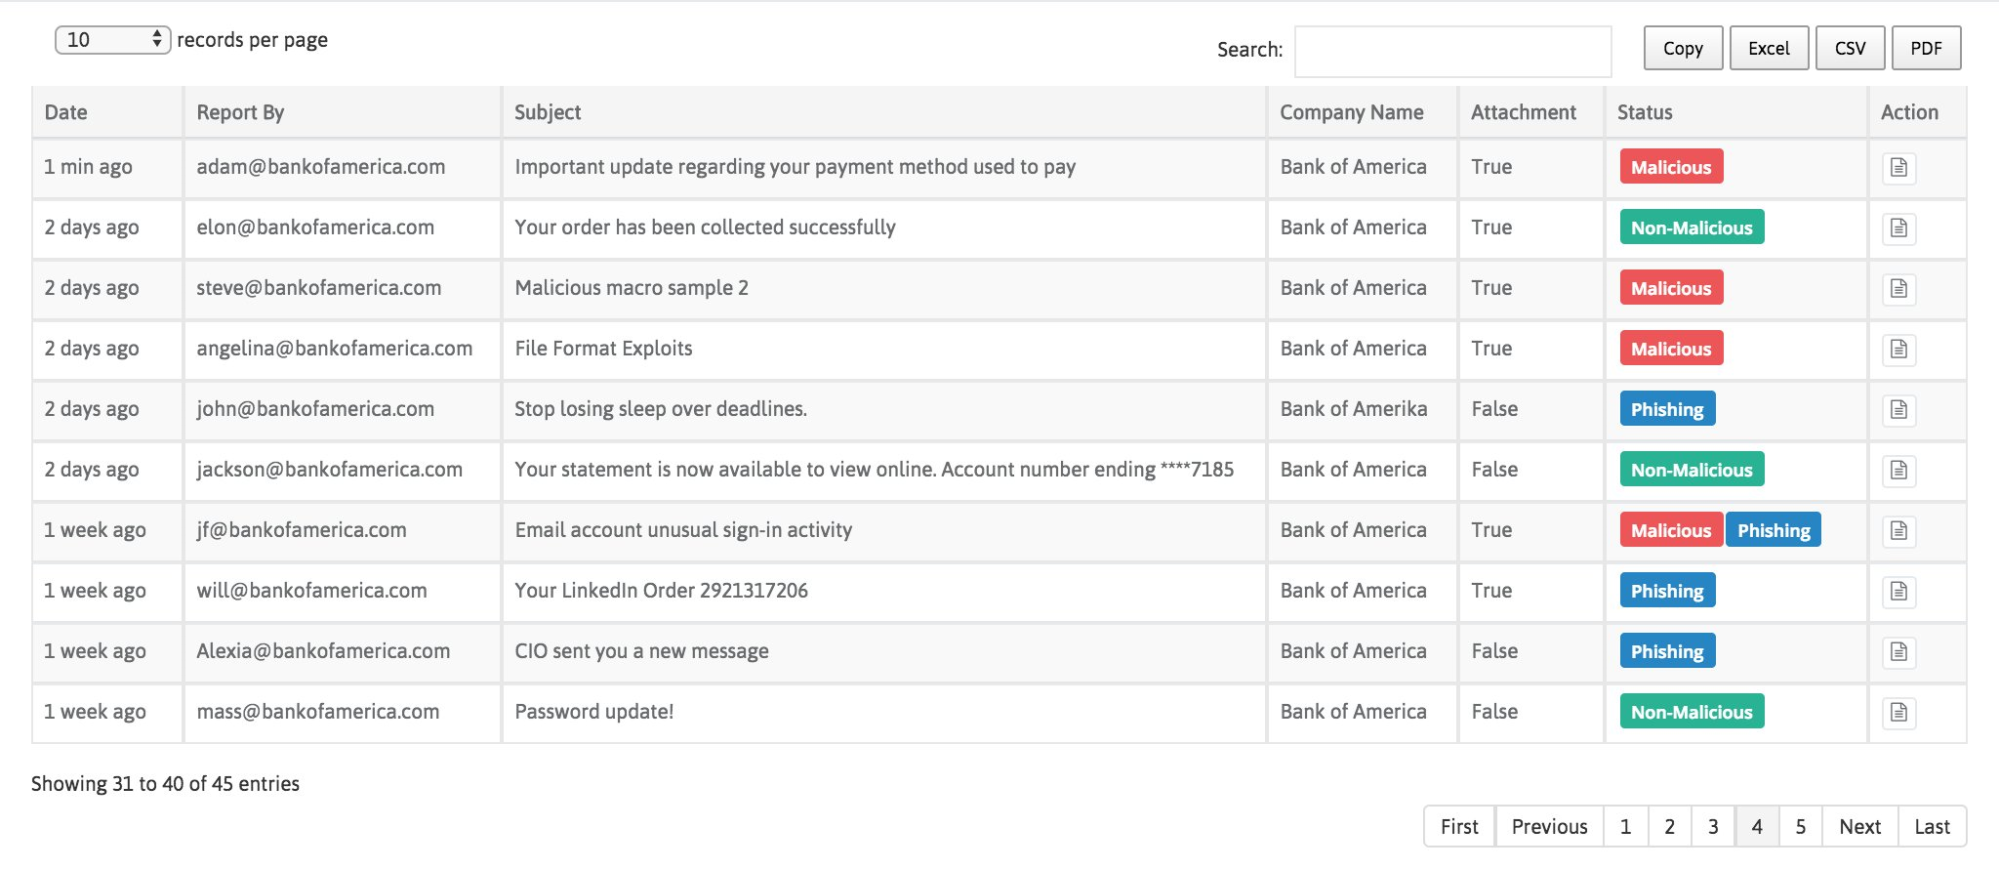 10 records per page Search: Copy Excel CSV PDF
Date Report By Subject Company Name Attachment Status Action
1 min ago adam@bankofamerica.com Important update regarding your payment method used to pay Bank of America True Malicious
2 days ago elon@bankofamerica.com Your order has been collected successfully Bank of America True Non-Malicious
2 days ago steve@bankofamerica.com Malicious macro sample 2 Bank of America True Malicious
2 days ago angelina@bankofamerica.com File Format Exploits Bank of America True Malicious
2 days ago john@bankofamerica.com Stop losing sleep over deadlines. Bank of Amerika False Phishing
2 days ago jackson@bankofamerica.com Your statement is now available to view online. Account number ending ****7185 Bank of America False Non-Malicious
1 week ago jf@bankofamerica.com Email account unusual sign-in activity Bank of America True Malicious Phishing
1 week ago will@bankofamerica.com Your LinkedIn Order 2921317206 Bank of America True Phishing
1 week ago Alexia@bankofamerica.com CIO sent you a new message Bank of America False Phishing
1 week ago mass@bankofamerica.com Password update! Bank of America False Non-Malicious
Showing 31 to 40 of 45 entries
First Previous 1 2 3 4 5 Next Last